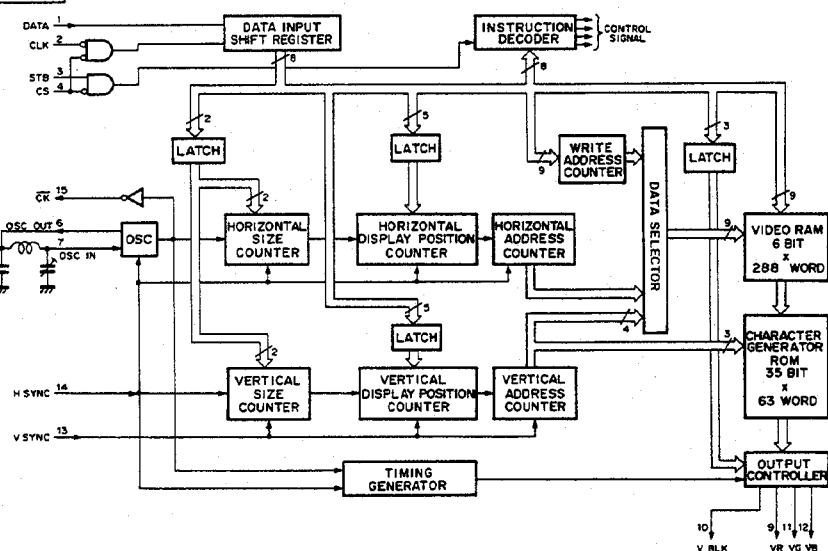 DATA 1
DATA INPUT
SHIFT REGISTER
INSTRUCTION
DECODER
CONTROL
SIGNAL
CLK 2
STB 3
CS 4
8
8
2
5
3
LATCH
LATCH
9
WRITE
ADDRESS
COUNTER
LATCH
DATA SELECTOR
CK 15
2
9
OSC OUT 6
7
OSC IN
OSC
HORIZONTAL
SIZE
COUNTER
HORIZONTAL
DISPLAY POSITION
COUNTER
HORIZONTAL
ADDRESS
COUNTER
9
VIDEO RAM
6 BIT
x
288 WORD
5
4
LATCH
3
CHARACTER
GENERATOR
ROM
35 BIT
x
63 WORD
2
H SYNC 14
VERTICAL
SIZE
COUNTER
VERTICAL
DISPLAY POSITION
COUNTER
VERTICAL
ADDRESS
COUNTER
V SYNC 13
TIMING
GENERATOR
OUTPUT
CONTROLLER
10 9 11 12
V BLK VR VG VB